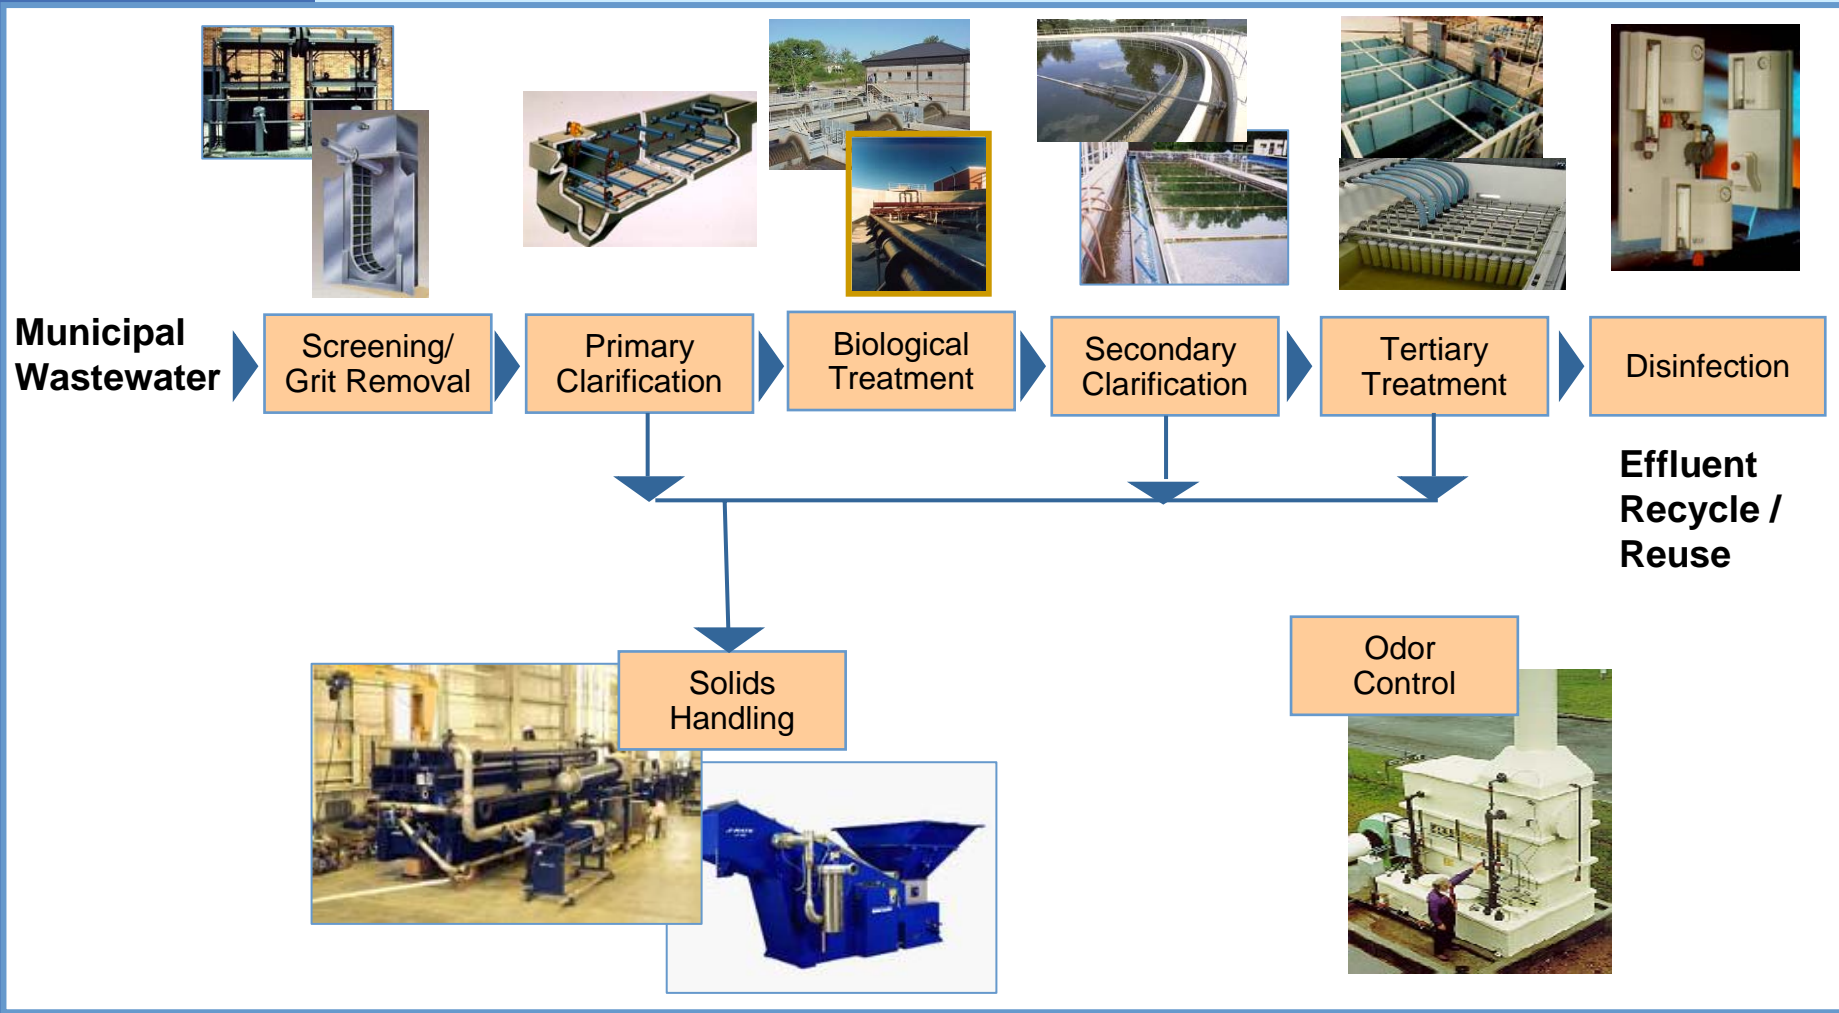 Municipal
Wastewater
Screening/
Grit Removal
Primary
Clarification
Biological
Treatment
Secondary
Clarification
Tertiary
Treatment
Disinfection
Effluent
Recycle /
Reuse
Solids
Handling
Odor
Control